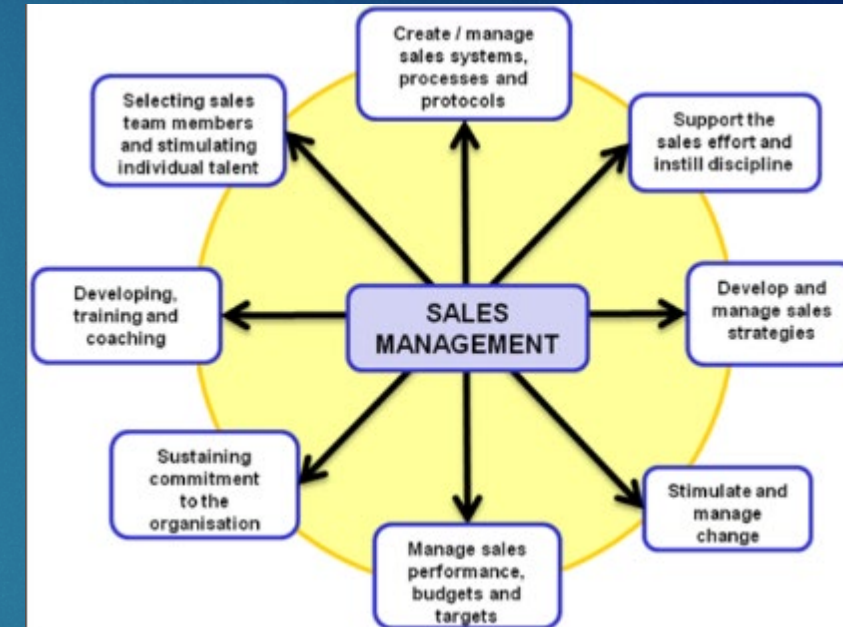 Create / manage
sales systems,
processes and
protocols
Selecting sales
team members
and stimulating
individual talent
Support the
sales effort and
instill discipline
Developing,
training and
coaching
SALES
MANAGEMENT
Develop and
manage sales
strategies
Sustaining
commitment
to the
organisation
Stimulate and
manage
change
Manage sales
performance,
budgets and
targets